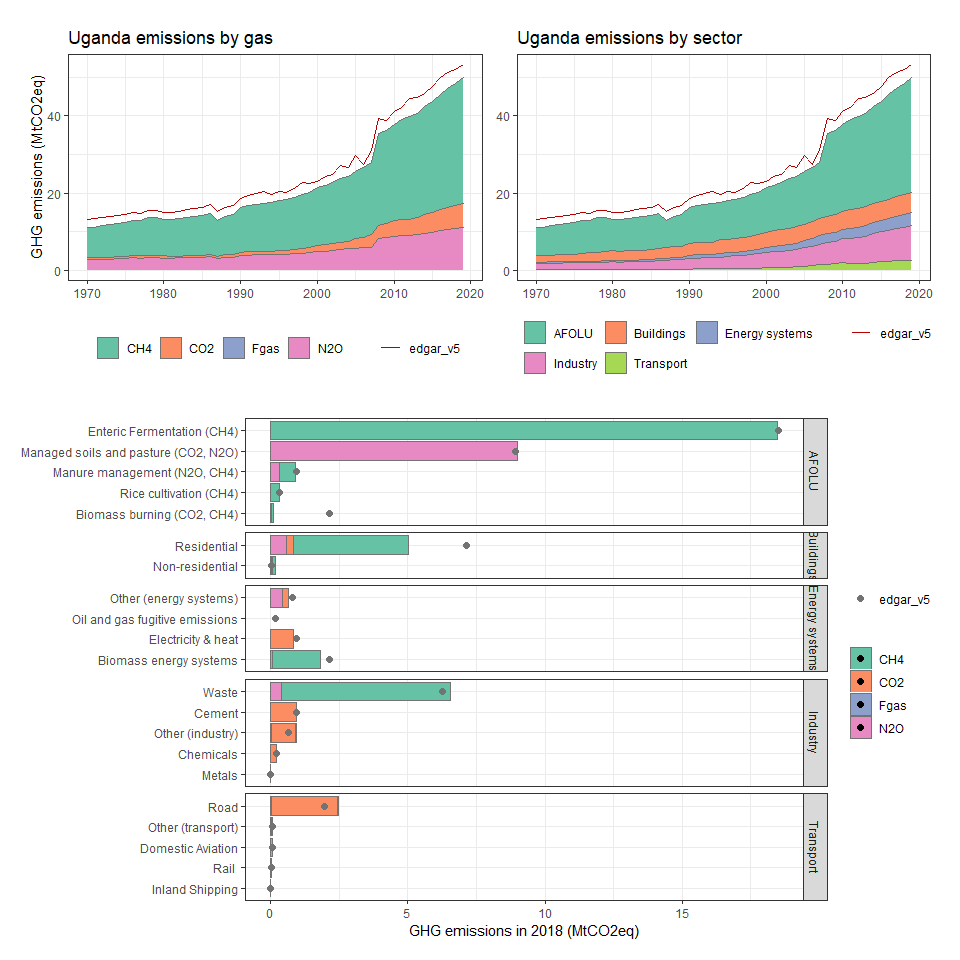 Uganda emissions by gas
Uganda emissions by sector
GHG emissions (MtCO2eq)
40
20
0
1970 1980 1990 2000 2010 2020
40
20
0
1970 1980 1990 2000 2010 2020
CH4 CO2 Fgas N2O edgar_v5
AFOLU Buildings Energy systems edgar_v5
Industry Transport
Enteric Fermentation (CH4)
Managed soils and pasture (CO2, N2O)
Manure management (N2O, CH4)
Rice cultivation (CH4)
Biomass burning (CO2, CH4)
AFOLU
Residential
Non-residential
Buildings
Other (energy systems)
Oil and gas fugitive emissions
Electricity & heat
Biomass energy systems
Energy systems
Waste
Cement
Other (industry)
Chemicals
Metals
Industry
Road
Other (transport)
Domestic Aviation
Rail
Inland Shipping
Transport
0 5 10 15
GHG emissions in 2018 (MtCO2eq)
edgar_v5
CH4
CO2
Fgas
N2O